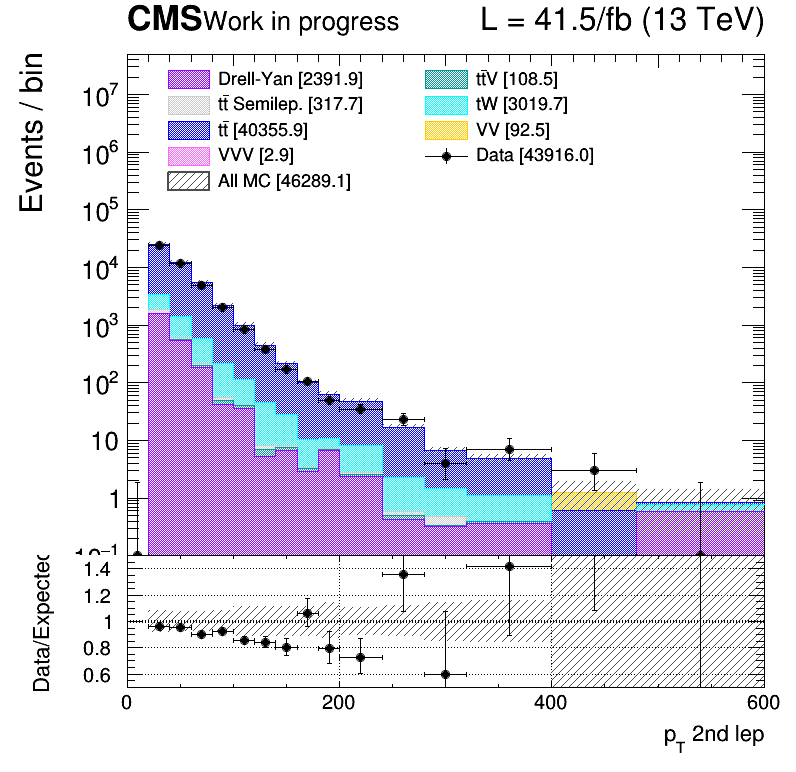 CMS Work in progress L = 41.5/fb (13 TeV)
Events / bin
Drell-Yan [2391.9] tt̄V [108.5]
tt̄ Semilep. [317.7] tW [3019.7]
tt̄ [40355.9] VV [92.5]
VVV [2.9] Data [43916.0]
All MC [46289.1]
10⁷
10⁶
10⁵
10⁴
10³
10²
10
1
10⁻¹
Data/Expected
1.4
1.2
1
0.8
0.6
0 200 400 600
p_T 2nd lep